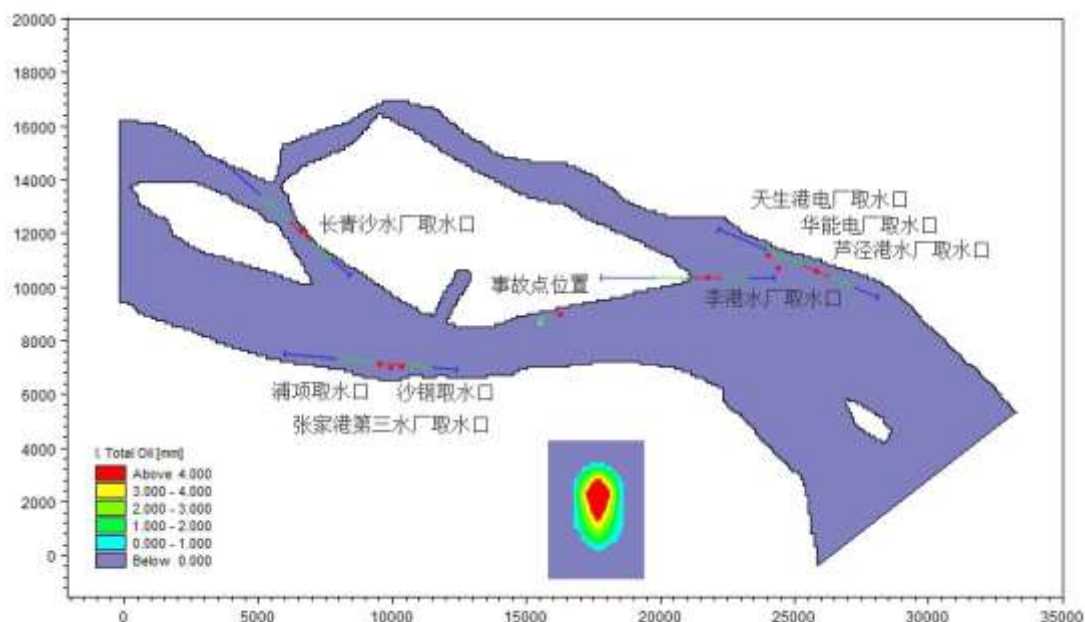 20000
18000
16000
14000
12000
10000
8000
6000
4000
2000
0
天生港电厂取水口
华能电厂取水口
芦泾港水厂取水口
长青沙水厂取水口
事故点位置
李港水厂取水口
浦项取水口
沙钢取水口
张家港第三水厂取水口
Total Oil [mm]
Above 4.000
3.000 - 4.000
2.000 - 3.000
1.000 - 2.000
0.000 - 1.000
Below 0.000
0
5000
10000
15000
20000
25000
30000
35000